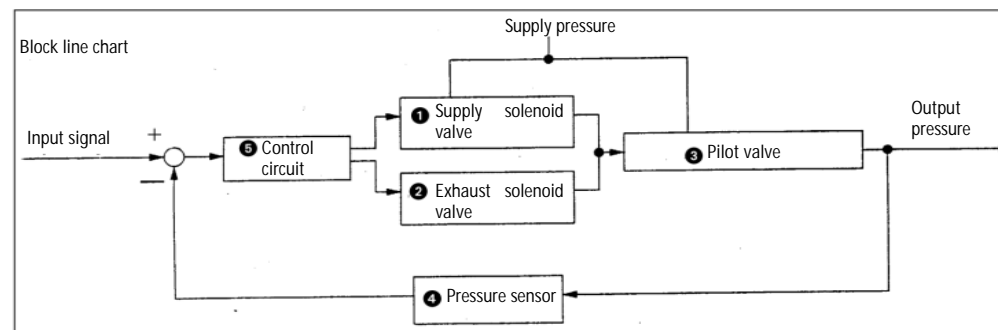 Supply pressure
Block line chart
Input signal
+
—
❺ Control
circuit
❶ Supply solenoid
valve
❷ Exhaust solenoid
valve
❸ Pilot valve
Output
pressure
❹ Pressure sensor